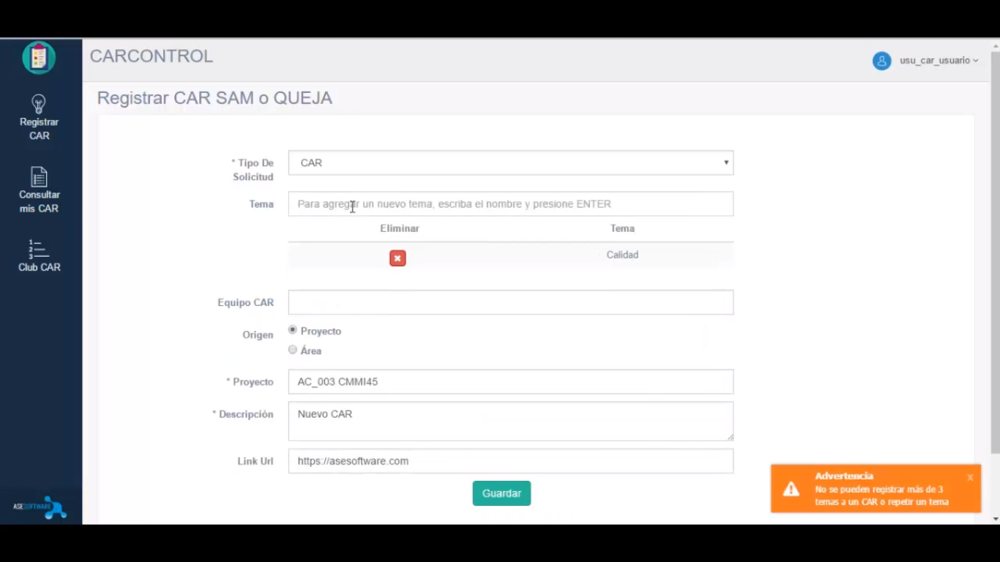 CARCONTROL
usu_car_usuario
Registrar CAR SAM o QUEJA
Registrar
CAR
Consultar
mis CAR
1
2
3
Club CAR
ASESOFTWARE
* Tipo De
Solicitud
CAR
Tema
Para agregar un nuevo tema, escriba el nombre y presione ENTER
Eliminar Tema
Calidad
Equipo CAR
Origen
Proyecto
Área
* Proyecto
AC_003 CMMI45
* Descripción
Nuevo CAR
Link Url
https://asesoftware.com
Guardar
Advertencia x
No se pueden registrar más de 3
temas a un CAR o repetir un tema